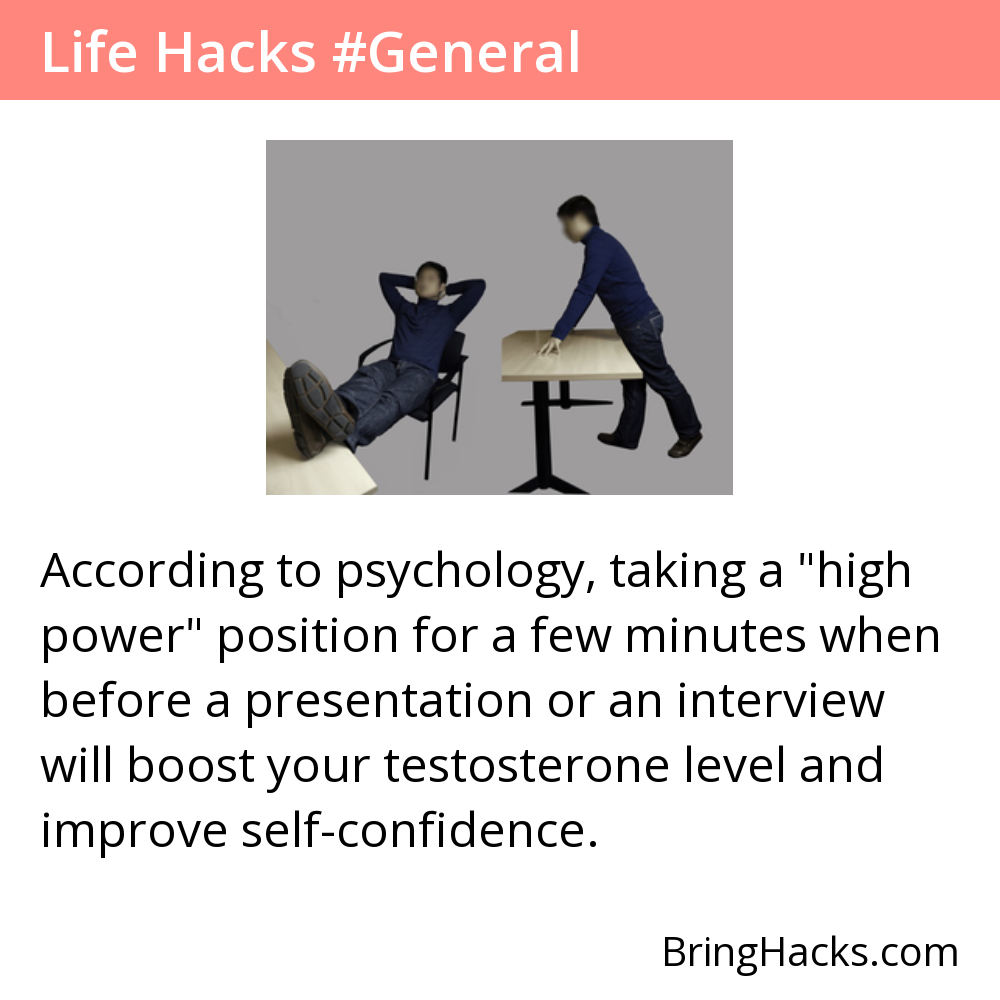 Life Hacks #General
According to psychology, taking a "high
power" position for a few minutes when
before a presentation or an interview
will boost your testosterone level and
improve self-confidence.
BringHacks.com